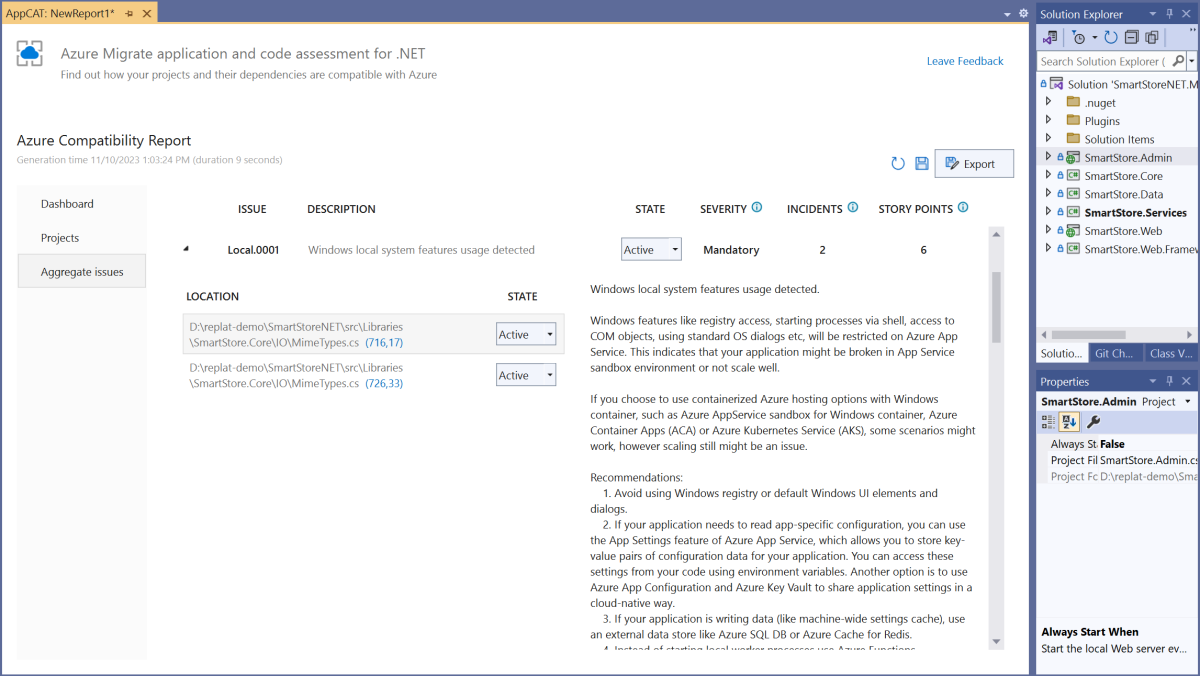 AppCAT: NewReport1*
Azure Migrate application and code assessment for .NET
Find out how your projects and their dependencies are compatible with Azure
Leave Feedback
Azure Compatibility Report
Generation time 11/10/2023 1:03:24 PM (duration 9 seconds)
Export
Dashboard
Projects
Aggregate issues
ISSUE DESCRIPTION STATE SEVERITY INCIDENTS STORY POINTS
Local.0001 Windows local system features usage detected Active Mandatory 2 6
LOCATION STATE
D:\replat-demo\SmartStoreNET\src\Libraries
\SmartStore.Core\IO\MimeTypes.cs (716,17) Active
D:\replat-demo\SmartStoreNET\src\Libraries
\SmartStore.Core\IO\MimeTypes.cs (726,33) Active
Windows local system features usage detected.
Windows features like registry access, starting processes via shell, access to
COM objects, using standard OS dialogs etc, will be restricted on Azure App
Service. This indicates that your application might be broken in App Service
sandbox environment or not scale well.
If you choose to use containerized Azure hosting options with Windows
container, such as Azure AppService sandbox for Windows container, Azure
Container Apps (ACA) or Azure Kubernetes Service (AKS), some scenarios might
work, however scaling still might be an issue.
Recommendations:
1. Avoid using Windows registry or default Windows UI elements and
dialogs.
2. If your application needs to read app-specific configuration, you can use
the App Settings feature of Azure App Service, which allows you to store key-
value pairs of configuration data for your application. You can access these
settings from your code using environment variables. Another option is to use
Azure App Configuration and Azure Key Vault to share application settings in a
cloud-native way.
3. If your application is writing data (like machine-wide settings cache), use
an external data store like Azure SQL DB or Azure Cache for Redis.
4. Instead of starting local worker processes use Azure Functions
Solution Explorer
Search Solution Explorer (
Solution 'SmartStoreNET.M
.nuget
Plugins
Solution Items
SmartStore.Admin
SmartStore.Core
SmartStore.Data
SmartStore.Services
SmartStore.Web
SmartStore.Web.Framew
Solutio... Git Ch... Class V...
Properties
SmartStore.Admin Project
Always St False
Project Fil SmartStore.Admin.cs
Project Fo D:\replat-demo\Sma
Always Start When
Start the local Web server ev...